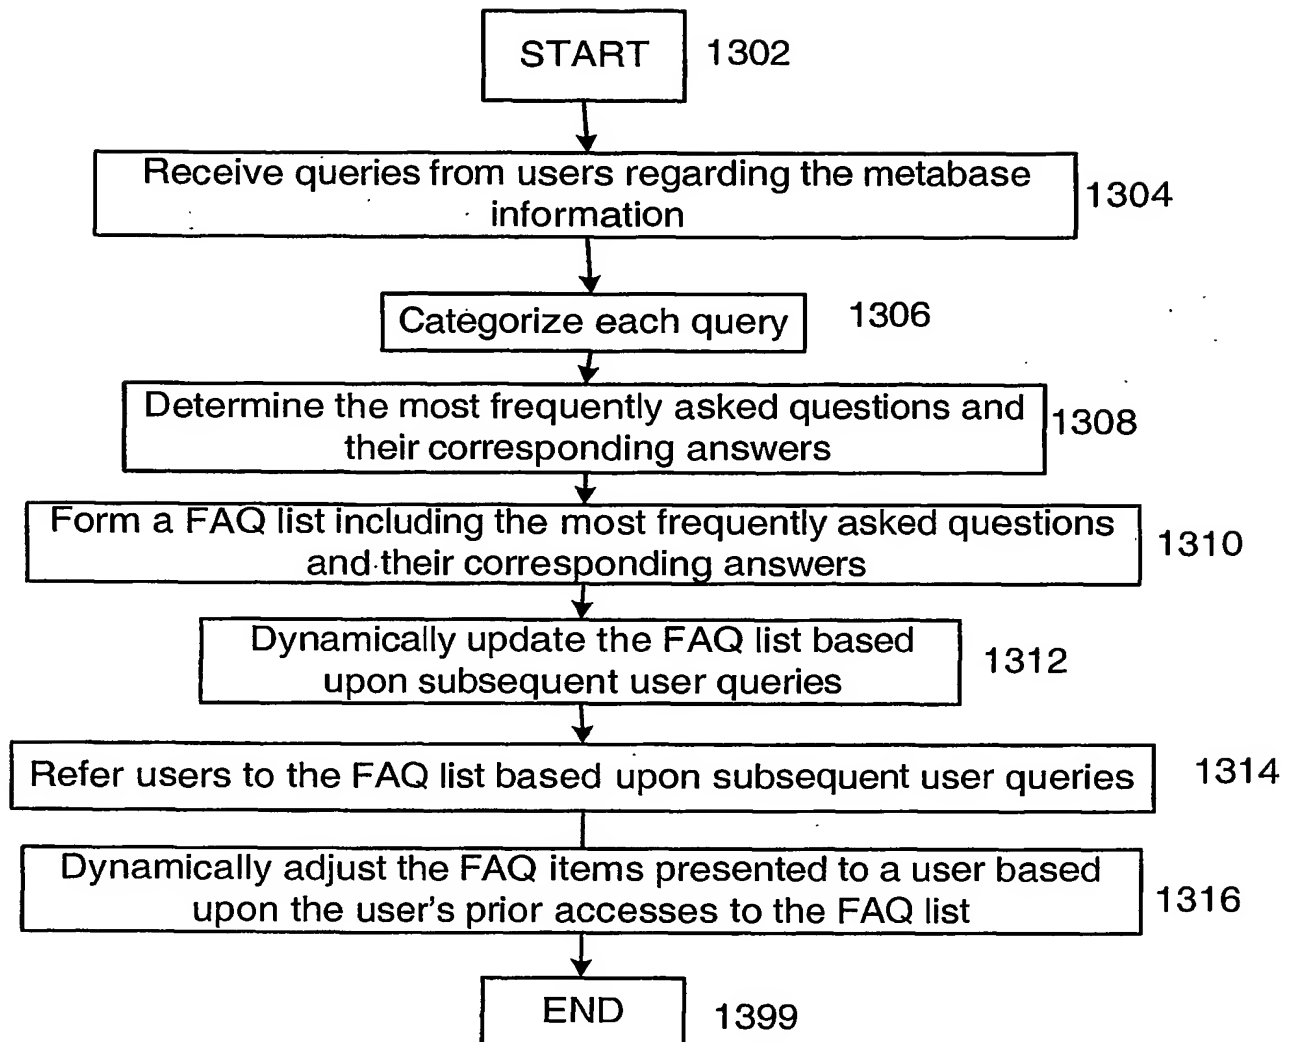 START 1302
Receive queries from users regarding the metabase
information
1304
Categorize each query 1306
Determine the most frequently asked questions and
their corresponding answers
1308
Form a FAQ list including the most frequently asked questions
and their corresponding answers
1310
Dynamically update the FAQ list based
upon subsequent user queries
1312
Refer users to the FAQ list based upon subsequent user queries 1314
Dynamically adjust the FAQ items presented to a user based
upon the user's prior accesses to the FAQ list
1316
END 1399